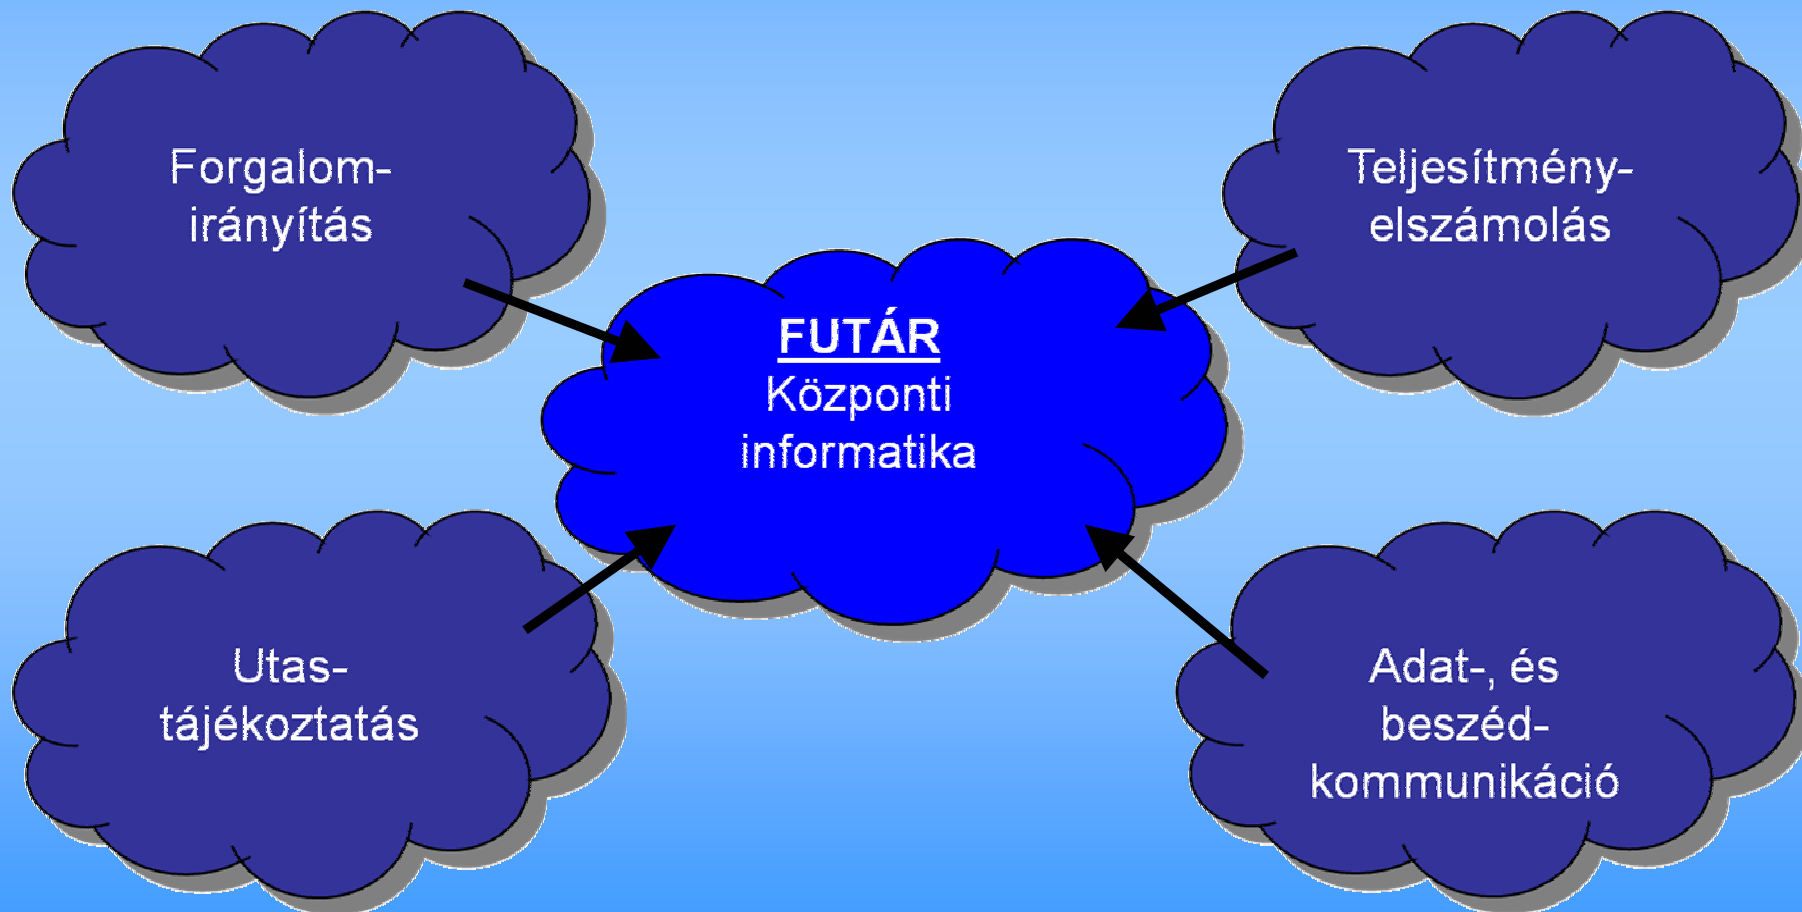 Forgalom-
irányítás
Teljesítmény-
elszámolás
FUTÁR
Központi
informatika
Utas-
tájékoztatás
Adat-, és
beszéd-
kommunikáció